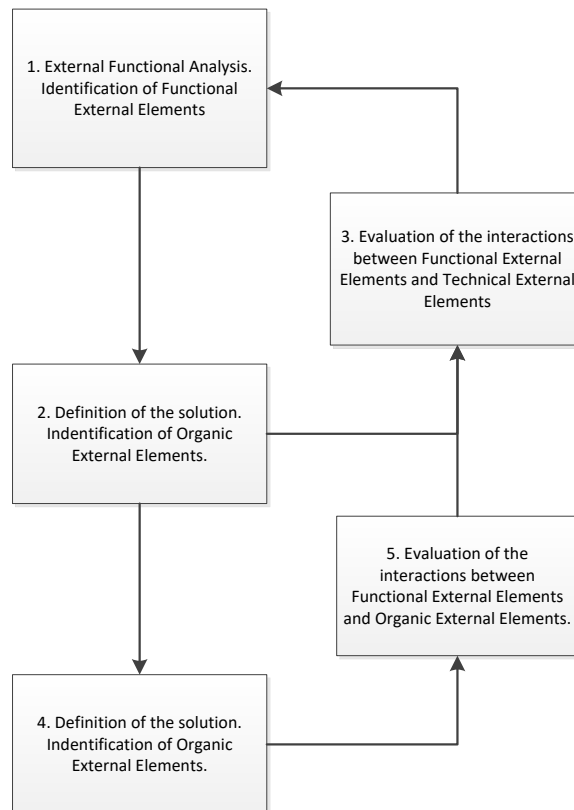 1. External Functional Analysis.
Identification of Functional
External Elements
2. Definition of the solution.
Indentification of Organic
External Elements.
3. Evaluation of the interactions
between Functional External
Elements and Technical External
Elements
4. Definition of the solution.
Indentification of Organic
External Elements.
5. Evaluation of the
interactions between
Functional External Elements
and Organic External Elements.